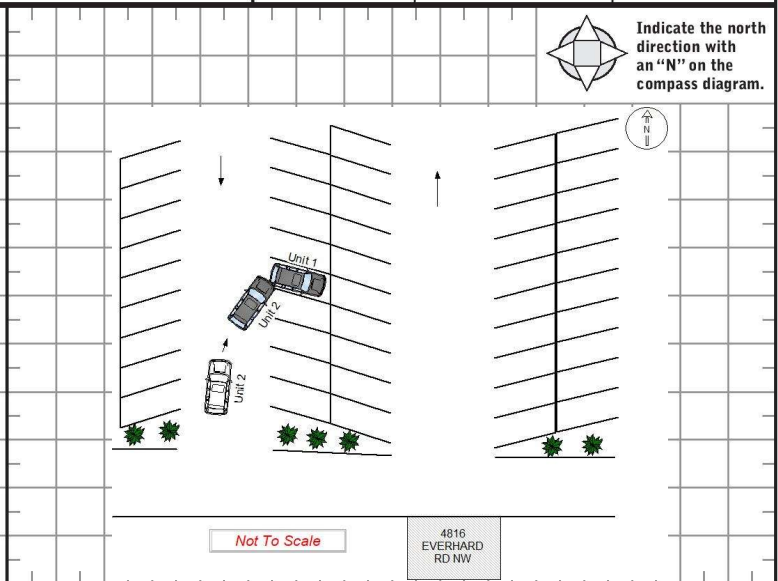 Indicate the north
direction with
an “N” on the
compass diagram.
N
Unit 1
Unit 2
Unit 2
Not To Scale
4816
EVERHARD
RD NW